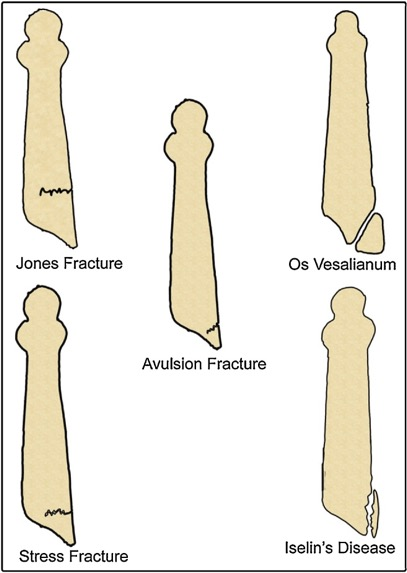 Jones Fracture
Os Vesalianum
Avulsion Fracture
Stress Fracture
Iselin's Disease